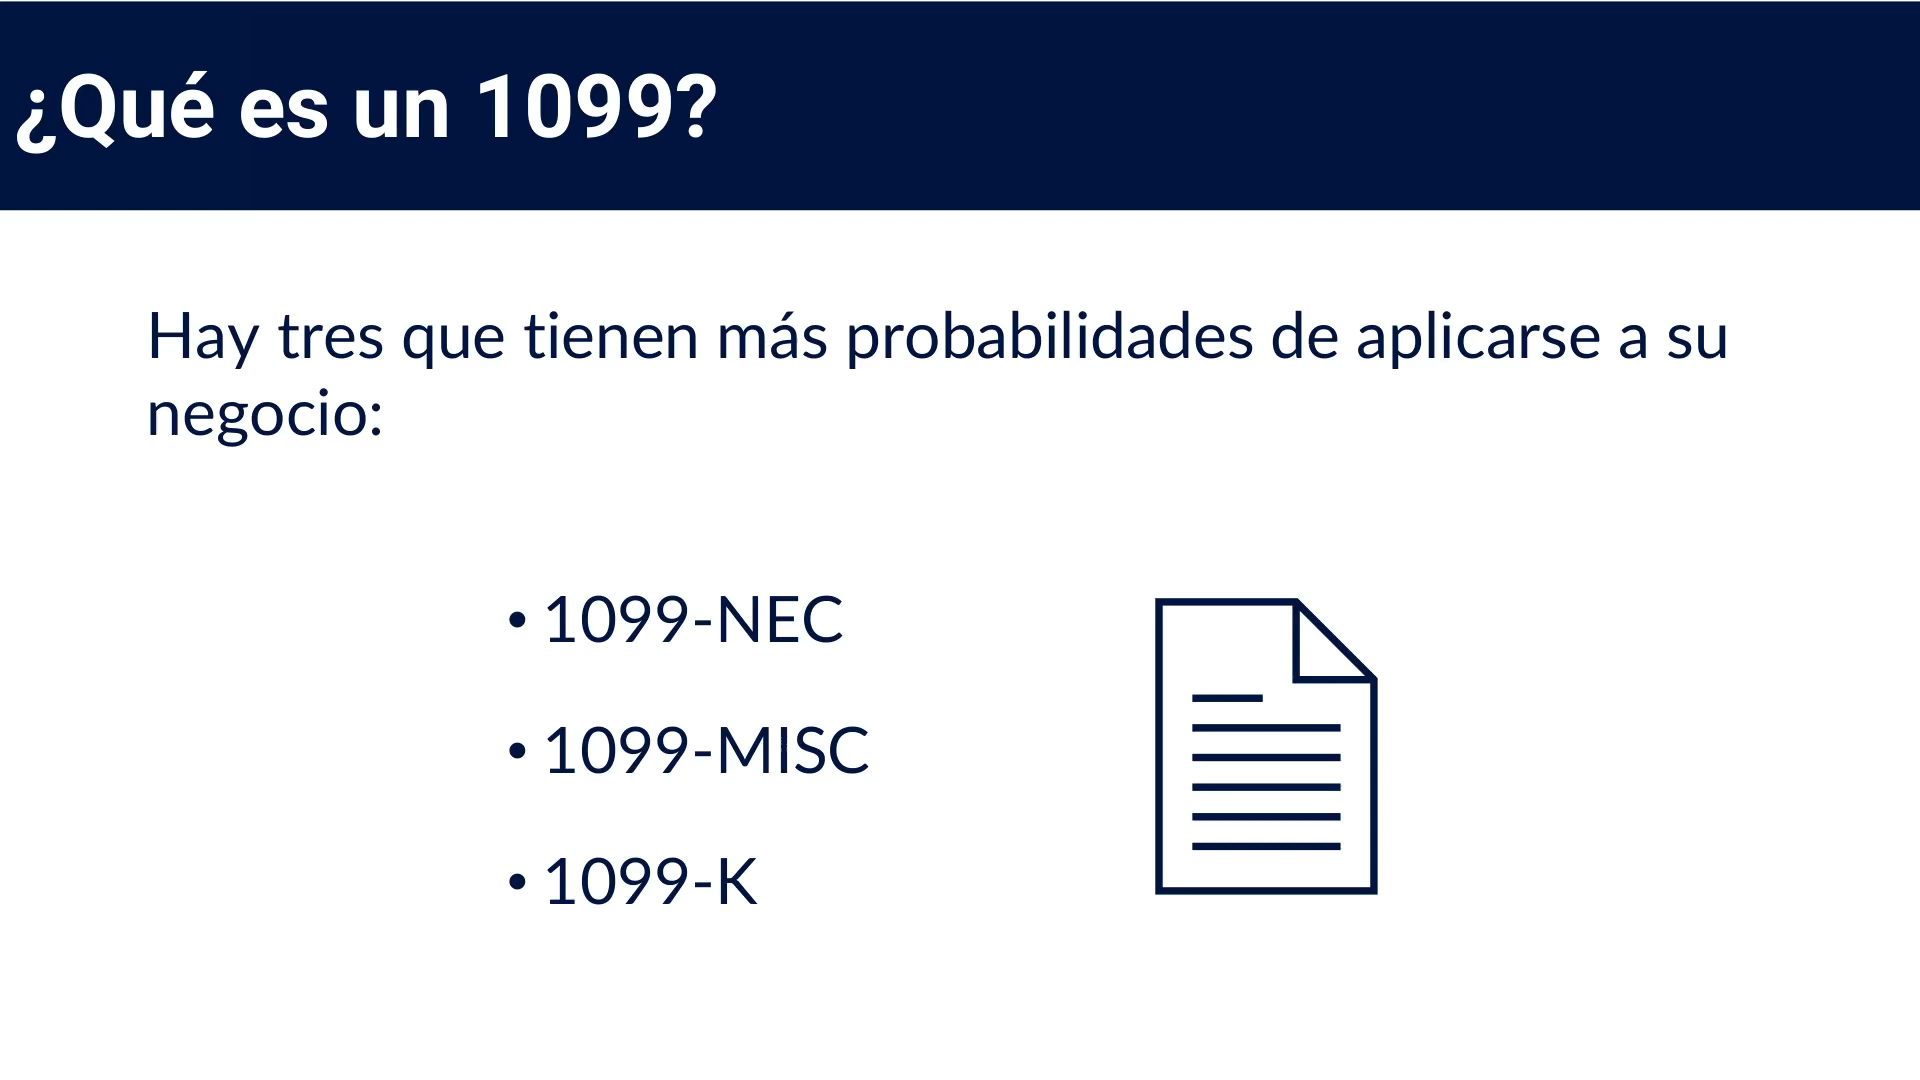 ¿Qué es un 1099?
Hay tres que tienen más probabilidades de aplicarse a su
negocio:
• 1099-NEC
• 1099-MISC
• 1099-K